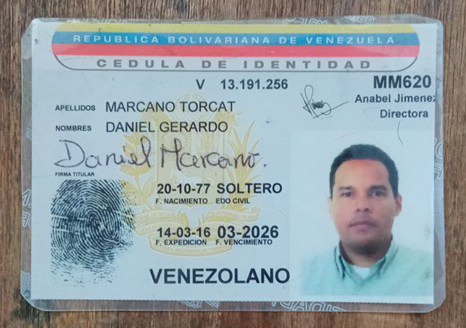 REPUBLICA BOLIVARIANA DE VENEZUELA
CEDULA DE IDENTIDAD
V 13.191.256 MM620
Anabel Jimenez
Directora
APELLIDOS MARCANO TORCAT
NOMBRES DANIEL GERARDO
Daniel Marcano.
FIRMA TITULAR
20-10-77 SOLTERO
F. NACIMIENTO EDO CIVIL
14-03-16 03-2026
F. EXPEDICION F. VENCIMIENTO
VENEZOLANO